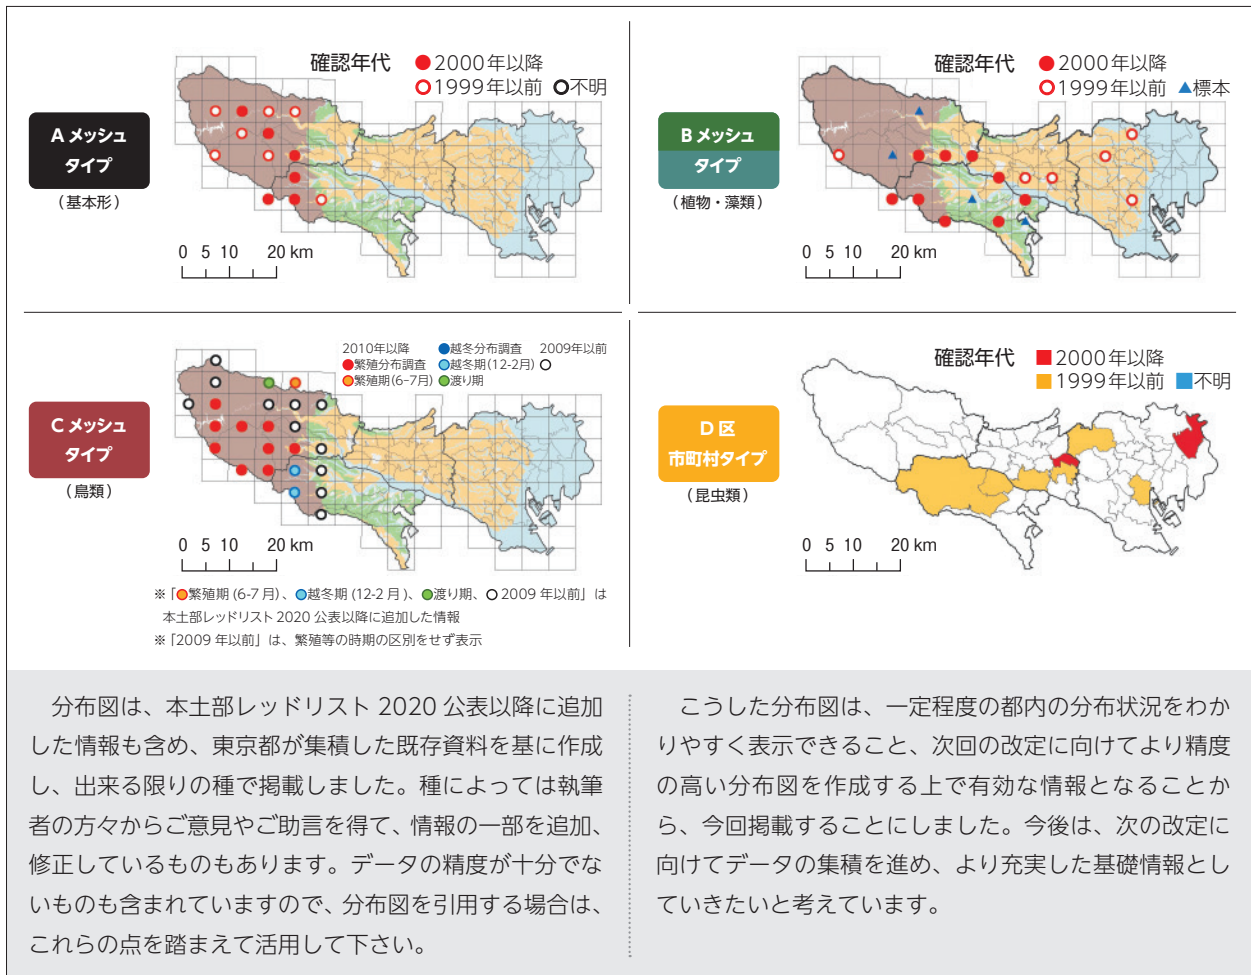 Aメッシュ
タイプ
(基本形)
確認年代 2000年以降
1999年以前 不明
0 5 10 20 km
Bメッシュ
タイプ
(植物・藻類)
確認年代 2000年以降
1999年以前 標本
0 5 10 20 km
Cメッシュ
タイプ
(鳥類)
2010年以降 越冬分布調査 2009年以前
繁殖分布調査 越冬期(12-2月)
繁殖期(6-7月) 渡り期
0 5 10 20 km
※「繁殖期(6-7月)、越冬期(12-2月)、渡り期、2009年以前」は
本土部レッドリスト2020公表以降に追加した情報
※「2009年以前」は、繁殖等の時期の区別をせず表示
D区
市町村タイプ
(昆虫類)
確認年代 2000年以降
1999年以前 不明
0 5 10 20 km
分布図は、本土部レッドリスト 2020 公表以降に追加
した情報も含め、東京都が集積した既存資料を基に作成
し、出来る限りの種で掲載しました。種によっては執筆
者の方々からご意見やご助言を得て、情報の一部を追加、
修正しているものもあります。データの精度が十分でな
いものも含まれていますので、分布図を引用する場合は、
これらの点を踏まえて活用して下さい。
こうした分布図は、一定程度の都内の分布状況をわか
りやすく表示できること、次回の改定に向けてより精度
の高い分布図を作成する上で有効な情報となることか
ら、今回掲載することにしました。今後は、次の改定に
向けてデータの集積を進め、より充実した基礎情報とし
ていきたいと考えています。